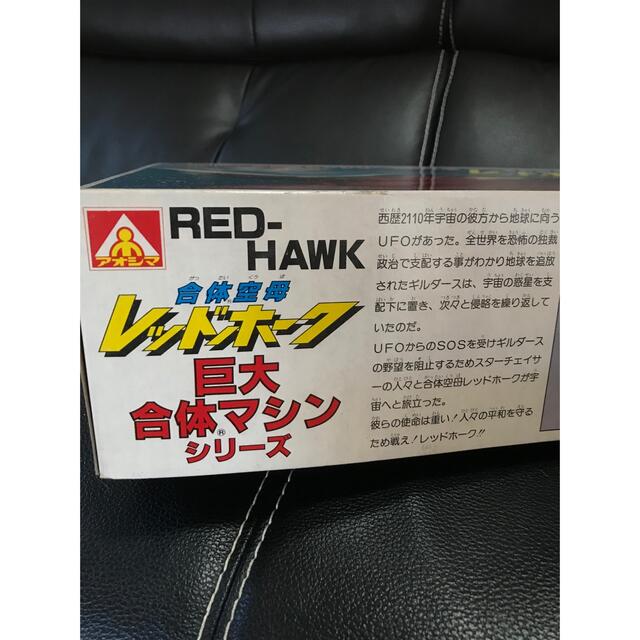 アオシマ
RED-
HAWK
合体空母
レッドホーク
巨大
合体マシン
シリーズ
西歴2110年宇宙の彼方から地球に向う
UFOがあった。全世界を恐怖の独裁
政治で支配する事がわかり地球を追放
されたギルダースは、宇宙の惑星を支
配下に置き、次々と侵略を繰り返して
いたのだ。
UFOからのSOSを受けギルダース
の野望を阻止するためスターチェイサ
ーの人々と合体空母レッドホークが宇
宙へと旅立った。
彼らの使命は重い！人々の平和を守る
ため戦え！レッドホーク!!